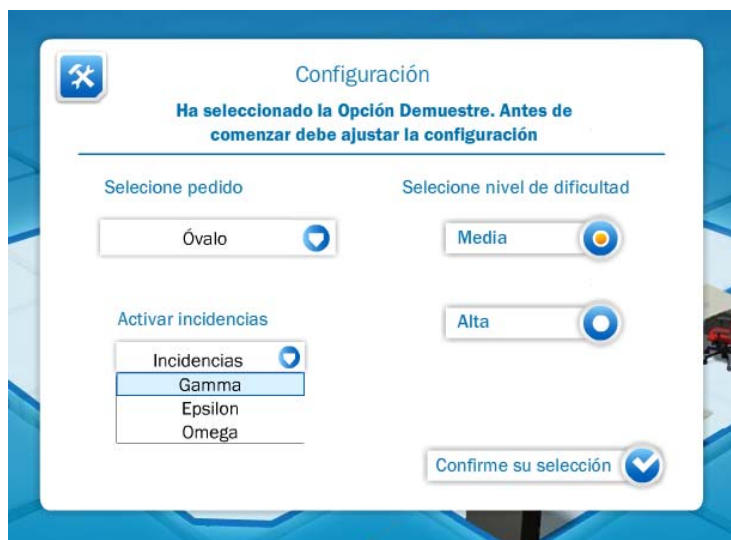 Configuración
Ha seleccionado la Opción Demuestre. Antes de
comenzar debe ajustar la configuración
Selecione pedido
Selecione nivel de dificultad
Óvalo
Media
Activar incidencias
Alta
Incidencias
Gamma
Epsilon
Omega
Confirme su selección